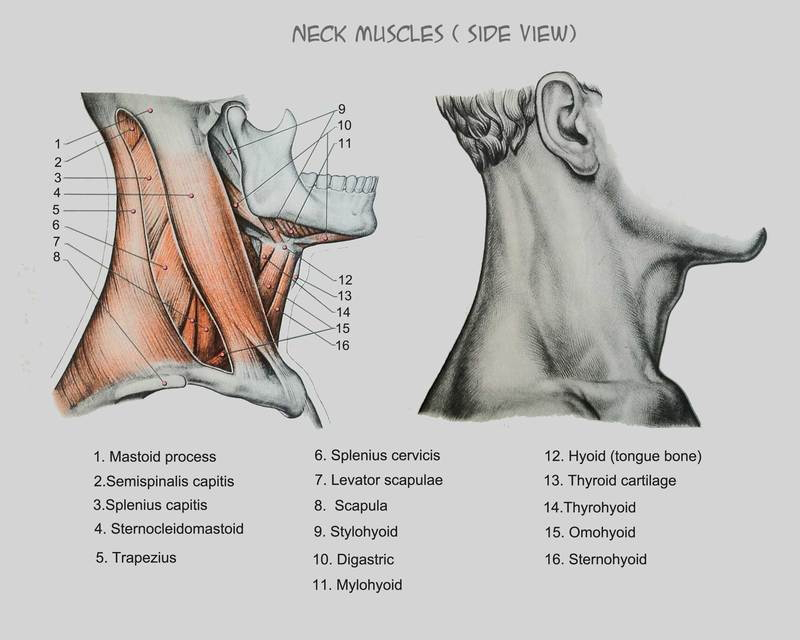 NECK MUSCLES ( SIDE VIEW)
1
2
3
4
5
6
7
8
9
10
11
12
13
14
15
16
1. Mastoid process
2.Semispinalis capitis
3.Splenius capitis
4. Sternocleidomastoid
5. Trapezius
6. Splenius cervicis
7. Levator scapulae
8. Scapula
9. Stylohyoid
10. Digastric
11. Mylohyoid
12. Hyoid (tongue bone)
13. Thyroid cartilage
14.Thyrohyoid
15. Omohyoid
16. Sternohyoid